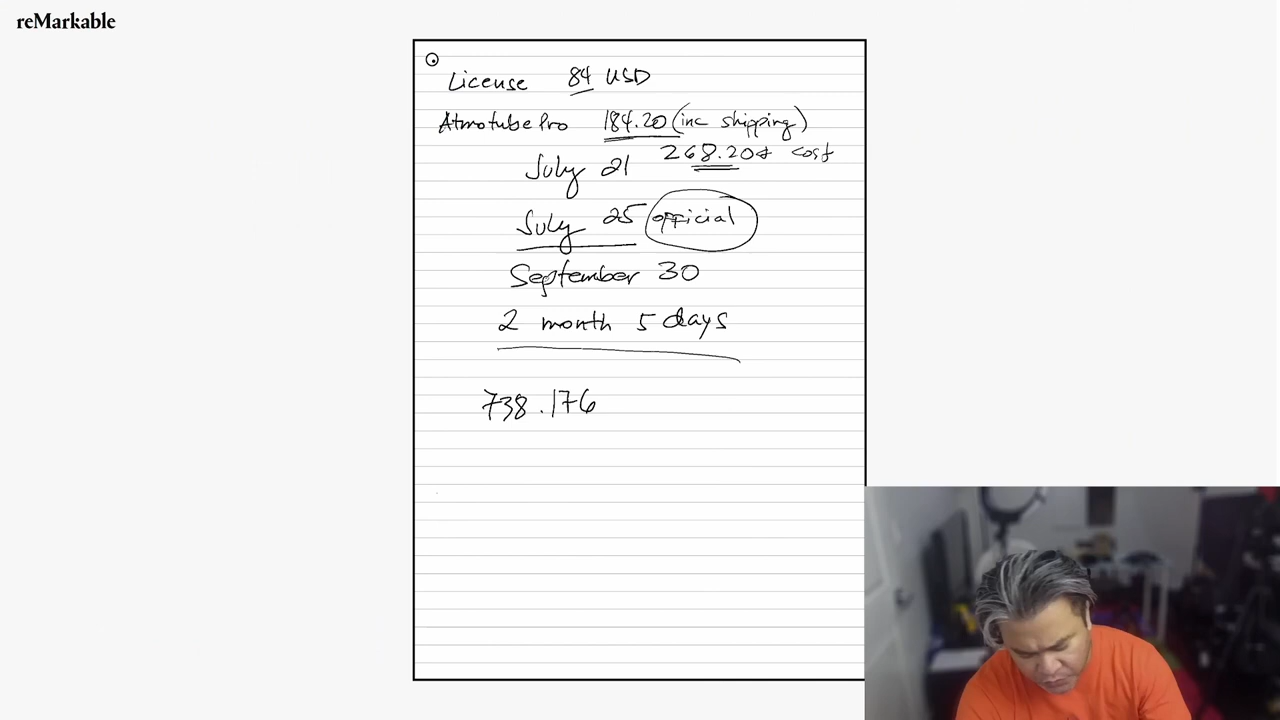 reMarkable
License 84 USD
Atmotube Pro 184.20 (inc shipping)
268.20 cost
July 21
July 25 official
September 30
2 month 5 days
738.176